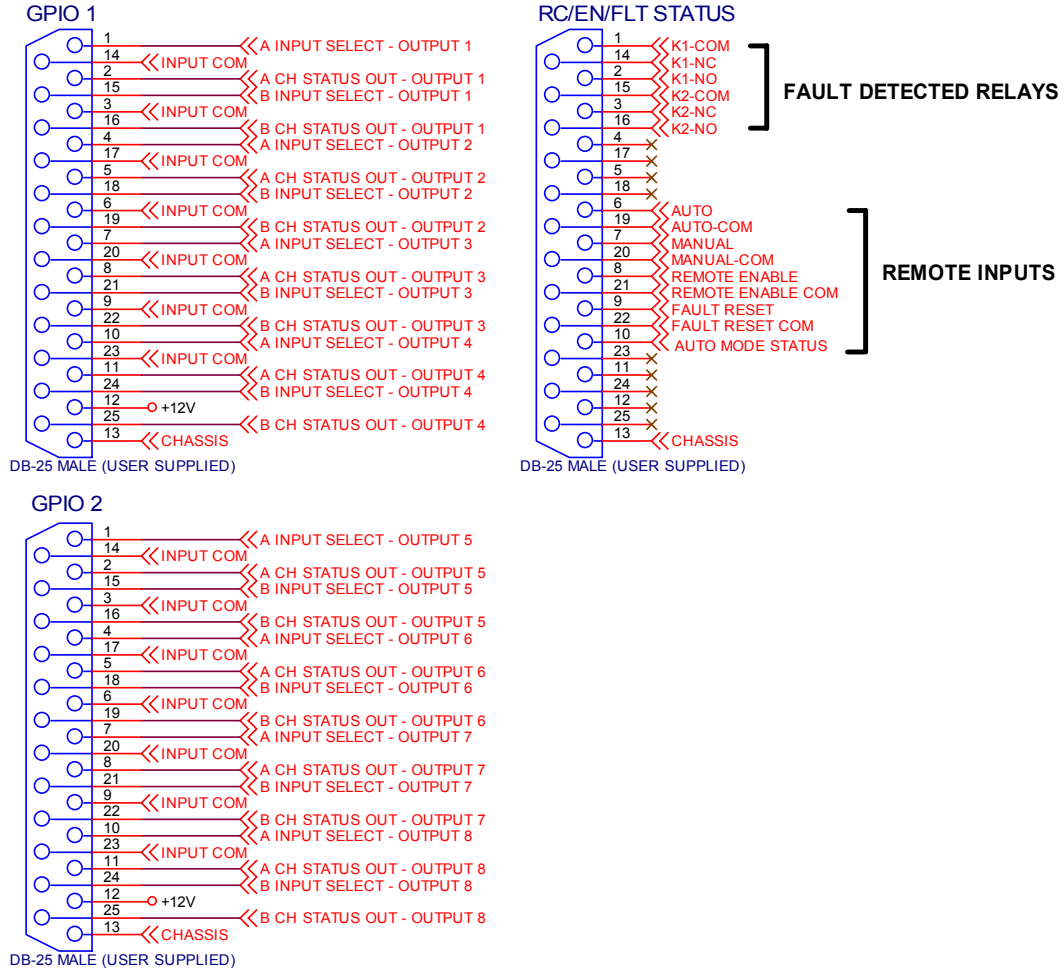 GPIO 1
1 A INPUT SELECT - OUTPUT 1
14 INPUT COM
2 A CH STATUS OUT - OUTPUT 1
15 B INPUT SELECT - OUTPUT 1
3 INPUT COM
16 B CH STATUS OUT - OUTPUT 1
4 A INPUT SELECT - OUTPUT 2
17 INPUT COM
5 A CH STATUS OUT - OUTPUT 2
18 B INPUT SELECT - OUTPUT 2
6 INPUT COM
19 B CH STATUS OUT - OUTPUT 2
7 A INPUT SELECT - OUTPUT 3
20 INPUT COM
8 A CH STATUS OUT - OUTPUT 3
21 B INPUT SELECT - OUTPUT 3
9 INPUT COM
22 B CH STATUS OUT - OUTPUT 3
10 A INPUT SELECT - OUTPUT 4
23 INPUT COM
11 A CH STATUS OUT - OUTPUT 4
24 B INPUT SELECT - OUTPUT 4
12 +12V
25 B CH STATUS OUT - OUTPUT 4
13 CHASSIS
DB-25 MALE (USER SUPPLIED)
RC/EN/FLT STATUS
1 K1-COM
14 K1-NC
2 K1-NO
15 K2-COM
3 K2-NC
16 K2-NO
FAULT DETECTED RELAYS
4
17
5
18
6 AUTO
19 AUTO-COM
7 MANUAL
20 MANUAL-COM
8 REMOTE ENABLE
21 REMOTE ENABLE COM
9 FAULT RESET
22 FAULT RESET COM
10 AUTO MODE STATUS
REMOTE INPUTS
23
11
24
12
25
13 CHASSIS
DB-25 MALE (USER SUPPLIED)
GPIO 2
1 A INPUT SELECT - OUTPUT 5
14 INPUT COM
2 A CH STATUS OUT - OUTPUT 5
15 B INPUT SELECT - OUTPUT 5
3 INPUT COM
16 B CH STATUS OUT - OUTPUT 5
4 A INPUT SELECT - OUTPUT 6
17 INPUT COM
5 A CH STATUS OUT - OUTPUT 6
18 B INPUT SELECT - OUTPUT 6
6 INPUT COM
19 B CH STATUS OUT - OUTPUT 6
7 A INPUT SELECT - OUTPUT 7
20 INPUT COM
8 A CH STATUS OUT - OUTPUT 7
21 B INPUT SELECT - OUTPUT 7
9 INPUT COM
22 B CH STATUS OUT - OUTPUT 7
10 A INPUT SELECT - OUTPUT 8
23 INPUT COM
11 A CH STATUS OUT - OUTPUT 8
24 B INPUT SELECT - OUTPUT 8
12 +12V
25 B CH STATUS OUT - OUTPUT 8
13 CHASSIS
DB-25 MALE (USER SUPPLIED)